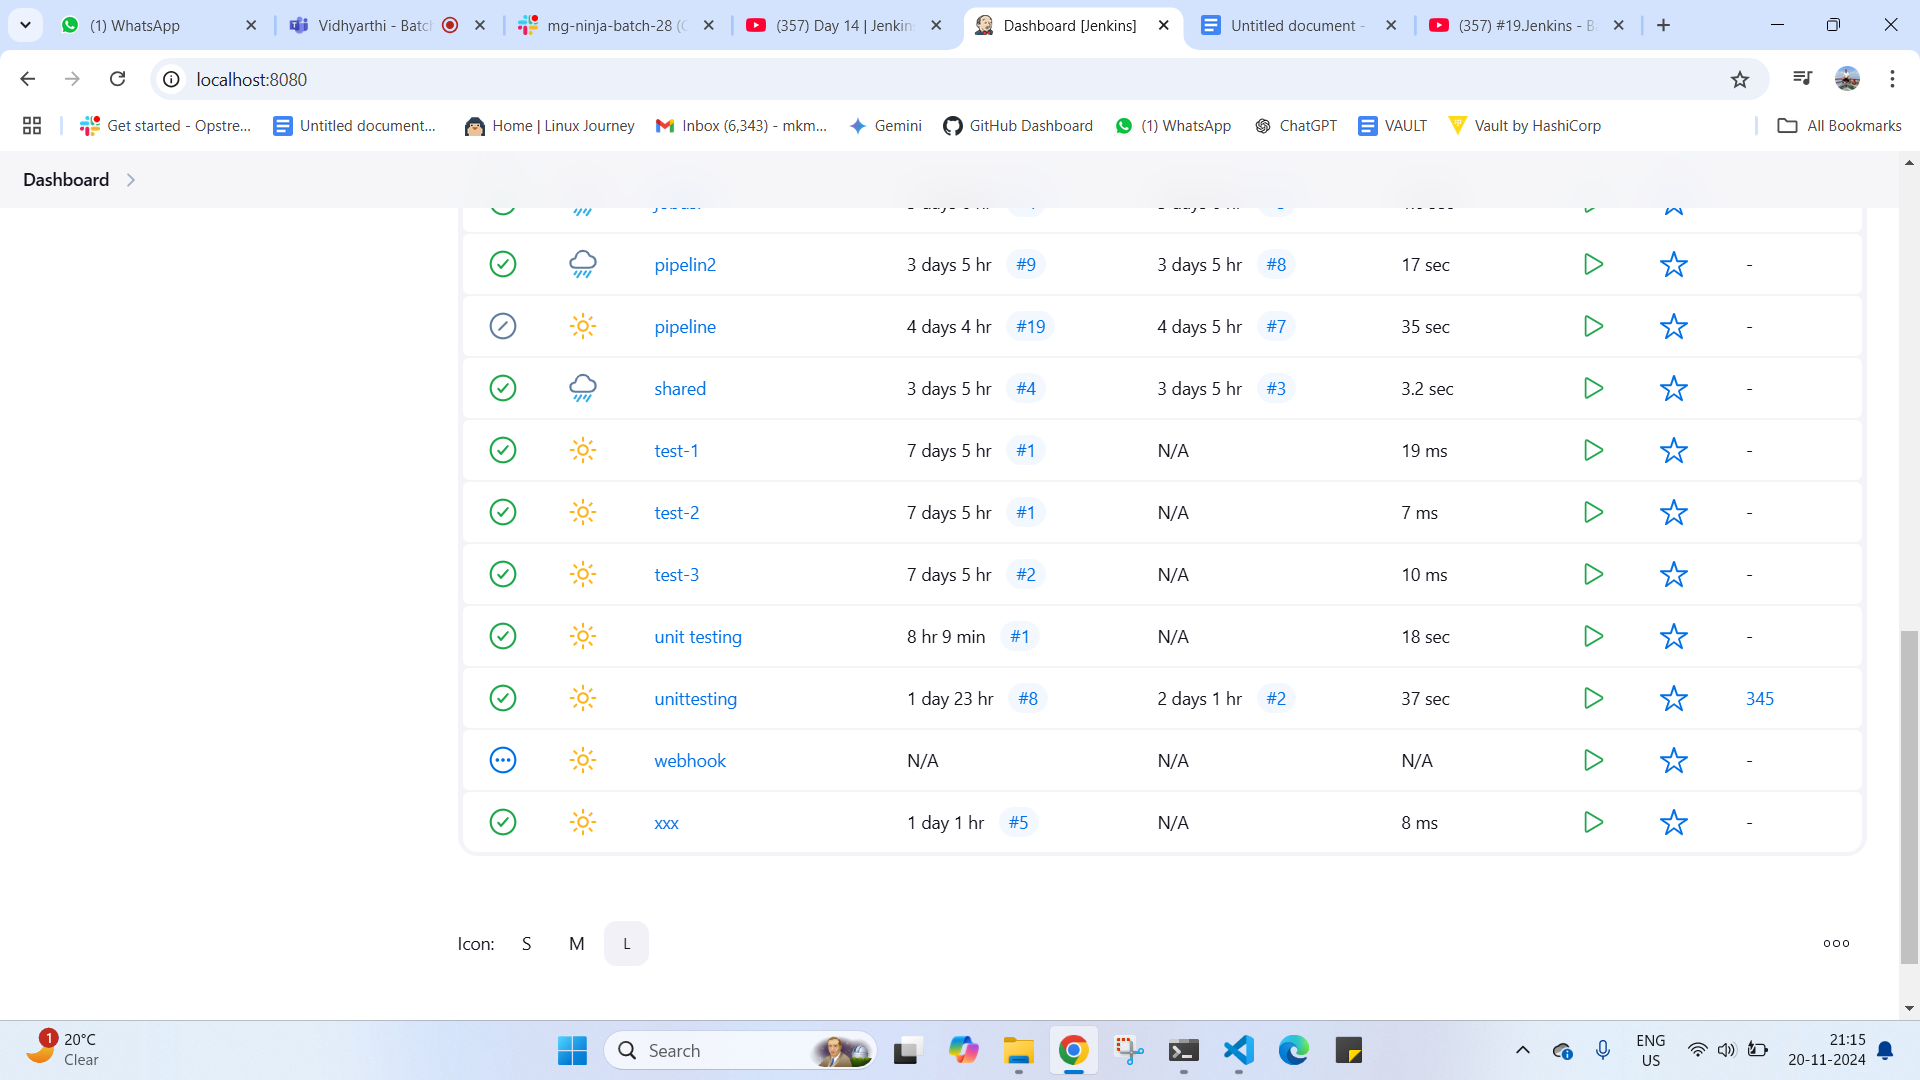 (1) WhatsApp
Vidhyarthi - Batch
mg-ninja-batch-28 (C
(357) Day 14 | Jenkins
Dashboard [Jenkins]
Untitled document -
(357) #19.Jenkins - Ba
localhost:8080
Get started - Opstre...
Untitled document...
Home | Linux Journey
Inbox (6,343) - mkm...
Gemini
GitHub Dashboard
(1) WhatsApp
ChatGPT
VAULT
Vault by HashiCorp
All Bookmarks
Dashboard
pipelin2 3 days 5 hr #9 3 days 5 hr #8 17 sec -
pipeline 4 days 4 hr #19 4 days 5 hr #7 35 sec -
shared 3 days 5 hr #4 3 days 5 hr #3 3.2 sec -
test-1 7 days 5 hr #1 N/A 19 ms -
test-2 7 days 5 hr #1 N/A 7 ms -
test-3 7 days 5 hr #2 N/A 10 ms -
unit testing 8 hr 9 min #1 N/A 18 sec -
unittesting 1 day 23 hr #8 2 days 1 hr #2 37 sec 345
webhook N/A N/A N/A -
xxx 1 day 1 hr #5 N/A 8 ms -
Icon: S M L
1
20°C
Clear
Search
ENG
US
21:15
20-11-2024